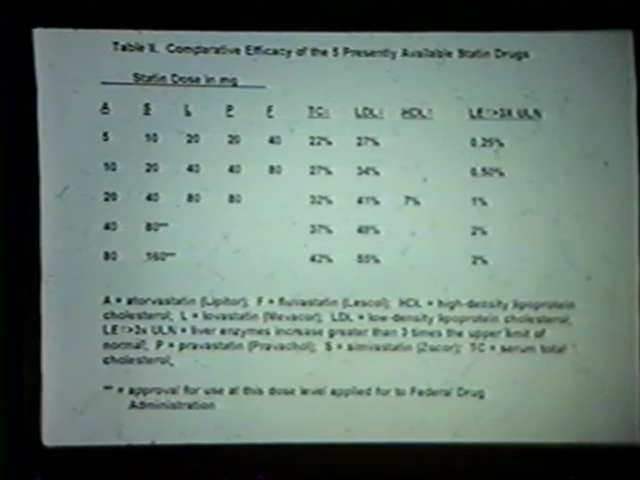 Table II. Comparative Efficacy of the 5 Presently Available Statin Drugs
Statin Dose in mg
A S L P F TC↓ LDL↓ HDL↑ LE↑>3X ULN
5 10 20 20 40 22% 27% 0.25%
10 20 40 40 80 27% 34% 0.50%
20 40 80 80 32% 41% 7% 1%
40 80** 37% 48% 2%
80 160** 42% 55% 2%
A = atorvastatin (Lipitor); F = fluvastatin (Lescol); HDL = high-density lipoprotein
cholesterol; L = lovastatin (Mevacor); LDL = low-density lipoprotein cholesterol;
LE↑>3x ULN = liver enzymes increase greater than 3 times the upper limit of
normal; P = pravastatin (Pravachol); S = simvastatin (Zocor); TC = serum total
cholesterol;
** = approval for use at this dose level applied for to Federal Drug
Administration